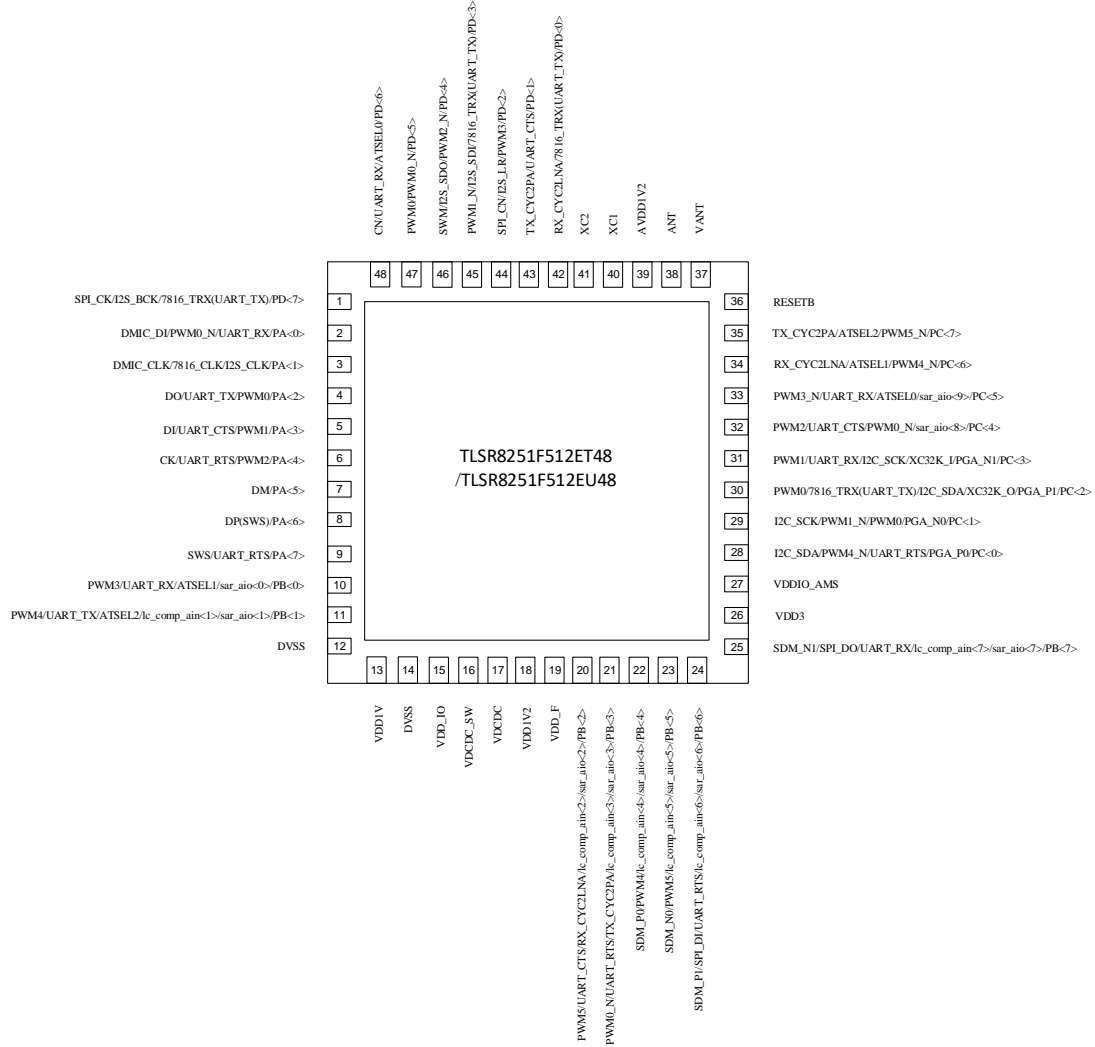 CN/UART_RX/ATSEL0/PD<6>
PWM0/PWM0_N/PD<5>
SWM/I2S_SDO/PWM2_N/PD<4>
PWM1_N/I2S_SDI/7816_TRX(UART_TX)/PD<3>
SPI_CN/I2S_LR/PWM3/PD<2>
TX_CYC2PA/UART_CTS/PD<1>
RX_CYC2LNA/7816_TRX(UART_TX)/PD<0>
XC2
XC1
AVDD1V2
ANT
VANT
48 47 46 45 44 43 42 41 40 39 38 37
SPI_CK/I2S_BCK/7816_TRX(UART_TX)/PD<7> 1
DMIC_DI/PWM0_N/UART_RX/PA<0> 2
DMIC_CLK/7816_CLK/I2S_CLK/PA<1> 3
DO/UART_TX/PWM0/PA<2> 4
DI/UART_CTS/PWM1/PA<3> 5
CK/UART_RTS/PWM2/PA<4> 6
DM/PA<5> 7
DP(SWS)/PA<6> 8
SWS/UART_RTS/PA<7> 9
PWM3/UART_RX/ATSEL1/sar_aio<0>/PB<0> 10
PWM4/UART_TX/ATSEL2/lc_comp_ain<1>/sar_aio<1>/PB<1> 11
DVSS 12
TLSR8251F512ET48
/TLSR8251F512EU48
36 RESETB
35 TX_CYC2PA/ATSEL2/PWM5_N/PC<7>
34 RX_CYC2LNA/ATSEL1/PWM4_N/PC<6>
33 PWM3_N/UART_RX/ATSEL0/sar_aio<9>/PC<5>
32 PWM2/UART_CTS/PWM0_N/sar_aio<8>/PC<4>
31 PWM1/UART_RX/I2C_SCK/XC32K_I/PGA_N1/PC<3>
30 PWM0/7816_TRX(UART_TX)/I2C_SDA/XC32K_O/PGA_P1/PC<2>
29 I2C_SCK/PWM1_N/PWM0/PGA_N0/PC<1>
28 I2C_SDA/PWM4_N/UART_RTS/PGA_P0/PC<0>
27 VDDIO_AMS
26 VDD3
25 SDM_N1/SPI_DO/UART_RX/lc_comp_ain<7>/sar_aio<7>/PB<7>
13 14 15 16 17 18 19 20 21 22 23 24
VDD1V
DVSS
VDD_IO
VDCDC_SW
VDCDC
VDD1V2
VDD_F
PWM5/UART_CTS/RX_CYC2LNA/lc_comp_ain<2>/sar_aio<2>/PB<2>
PWM0_N/UART_RTS/TX_CYC2PA/lc_comp_ain<3>/sar_aio<3>/PB<3>
SDM_P0/PWM4/lc_comp_ain<4>/sar_aio<4>/PB<4>
SDM_N0/PWM5/lc_comp_ain<5>/sar_aio<5>/PB<5>
SDM_P1/SPI_DI/UART_RTS/lc_comp_ain<6>/sar_aio<6>/PB<6>